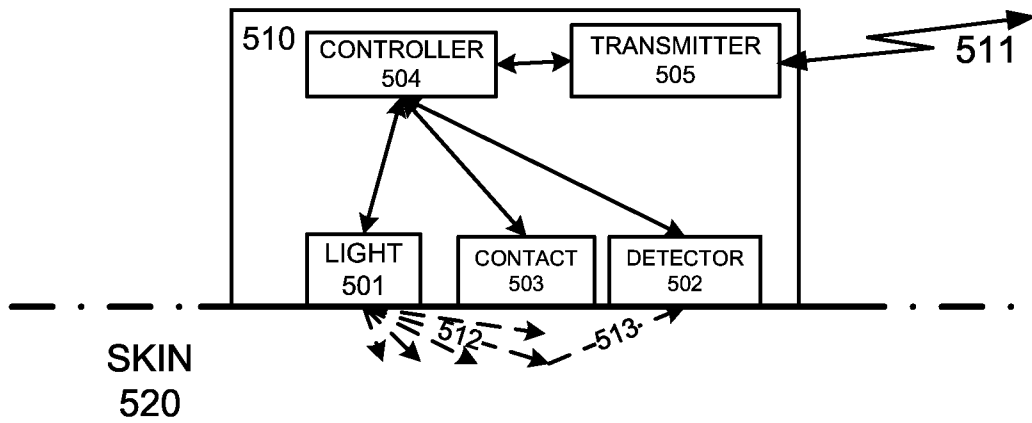 510
CONTROLLER
504
TRANSMITTER
505
511
LIGHT
501
CONTACT
503
DETECTOR
502
512
513
SKIN
520